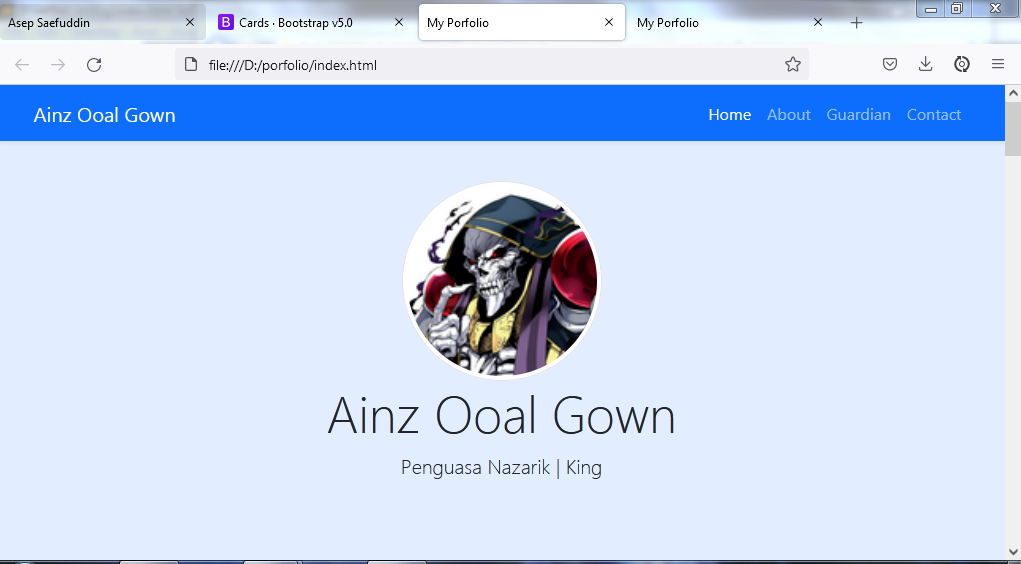 Asep Saefuddin
B Cards · Bootstrap v5.0
My Porfolio
My Porfolio
file:///D:/porfolio/index.html
Ainz Ooal Gown
Home About Guardian Contact
Ainz Ooal Gown
Penguasa Nazarik | King